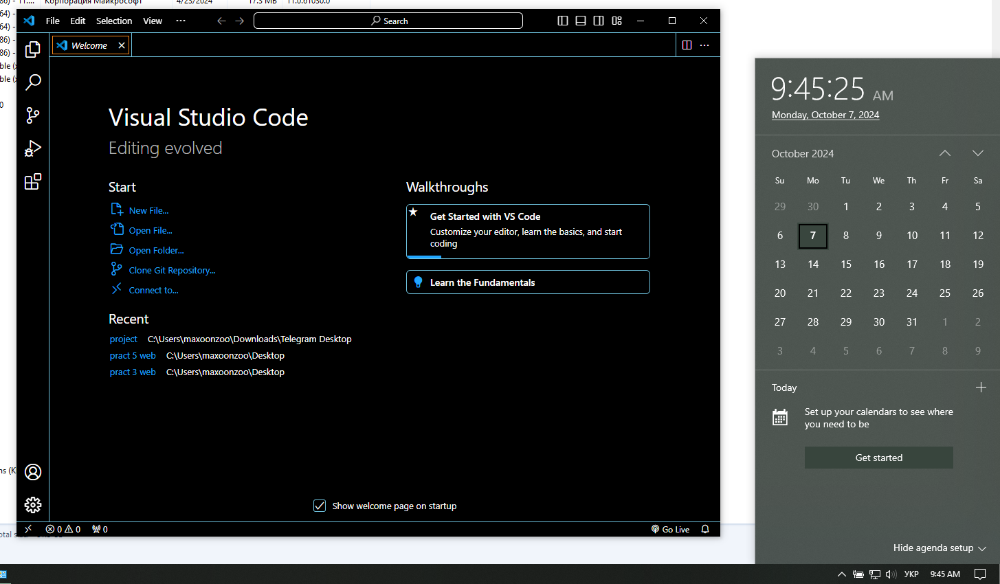 Корпорация Майкрософт 4/23/2024 17.3 MB 11.0.61030.0
File Edit Selection View ··· Search
Welcome
Visual Studio Code
Editing evolved
Start
New File...
Open File...
Open Folder...
Clone Git Repository...
Connect to...
Recent
project C:\Users\maxoonzoo\Downloads\Telegram Desktop
pract 5 web C:\Users\maxoonzoo\Desktop
pract 3 web C:\Users\maxoonzoo\Desktop
Walkthroughs
Get Started with VS Code
Customize your editor, learn the basics, and start
coding
Learn the Fundamentals
Show welcome page on startup
0 0 0 Go Live
9:45:25 AM
Monday, October 7, 2024
October 2024
Su Mo Tu We Th Fr Sa
29 30 1 2 3 4 5
6 7 8 9 10 11 12
13 14 15 16 17 18 19
20 21 22 23 24 25 26
27 28 29 30 31 1 2
3 4 5 6 7 8 9
Today
Set up your calendars to see where
you need to be
Get started
Hide agenda setup
УКР 9:45 AM